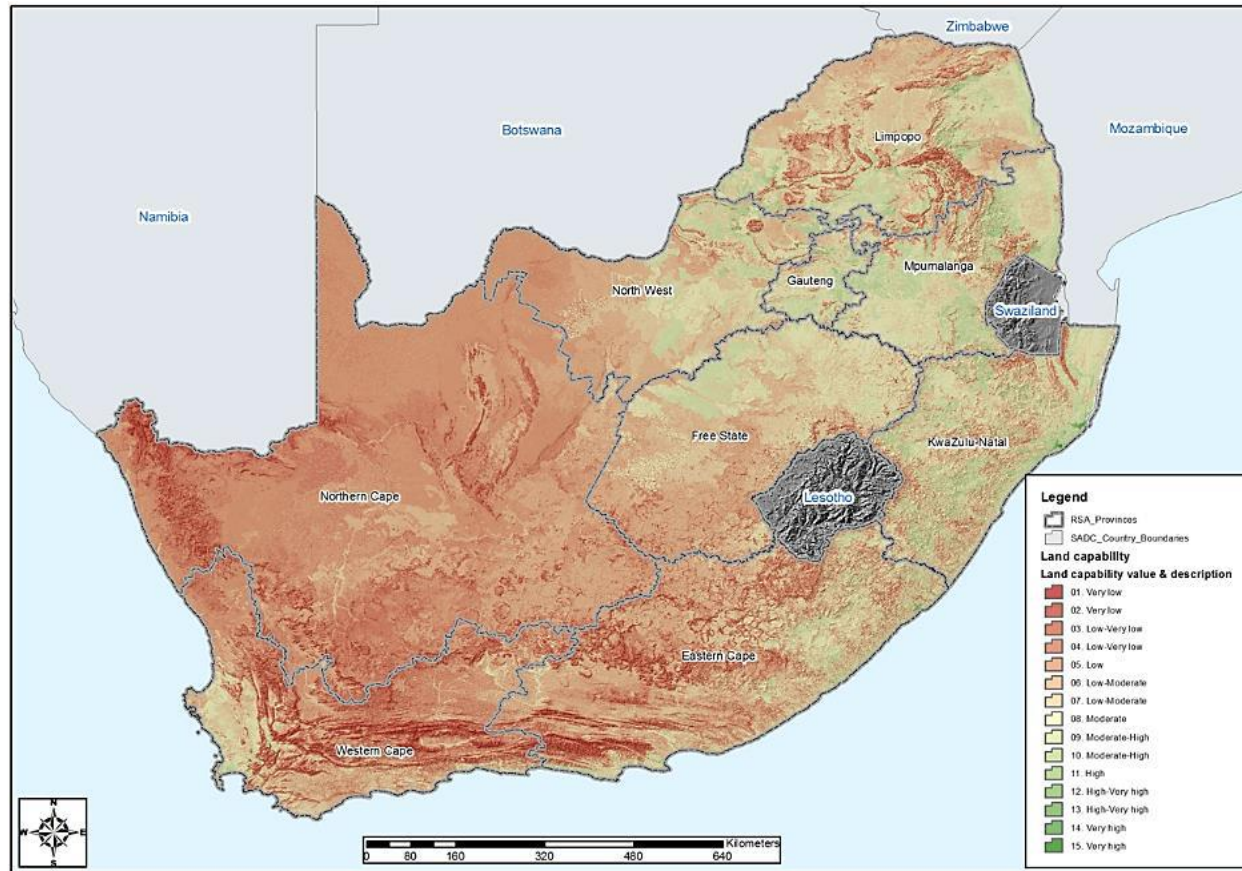 Zimbabwe
Limpopo
Mozambique
Botswana
Namibia
Mpumalanga
Gauteng
North West
Swaziland
Free State
KwaZulu-Natal
Northern Cape
Lesotho
Eastern Cape
Western Cape
Legend
RSA_Provinces
SADC_Country_Boundaries
Land capability
Land capability value & description
01. Very low
02. Very low
03. Low-Very low
04. Low-Very low
05. Low
06. Low-Moderate
07. Low-Moderate
08. Moderate
09. Moderate-High
10. Moderate-High
11. High
12. High-Very high
13. High-Very high
14. Very high
15. Very high
N
W E
S
Kilometers
0 80 160 320 480 640